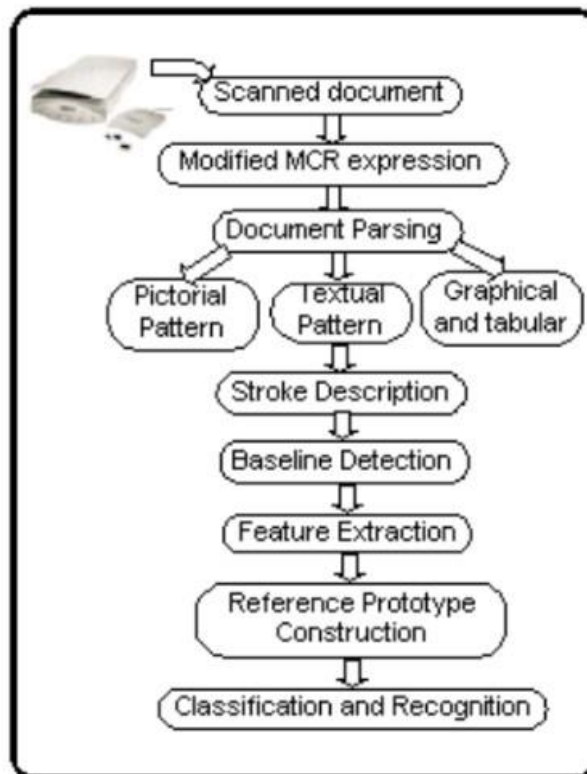 Scanned document
Modified MCR expression
Document Parsing
Pictorial
Pattern
Textual
Pattern
Graphical
and tabular
Stroke Description
Baseline Detection
Feature Extraction
Reference Prototype
Construction
Classification and Recognition